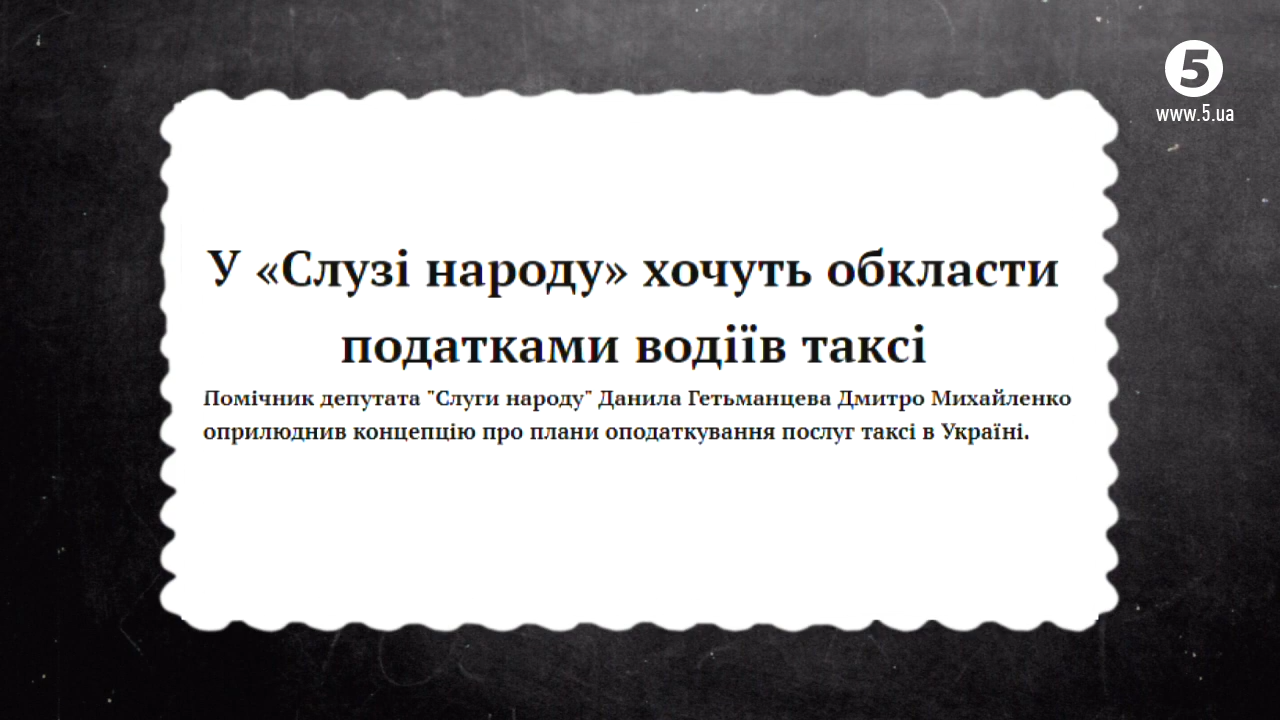 5
www.5.ua
У «Слузі народу» хочуть обкласти
податками водіїв таксі
Помічник депутата "Слуги народу" Данила Гетьманцева Дмитро Михайленко
оприлюднив концепцію про плани оподаткування послуг таксі в Україні.